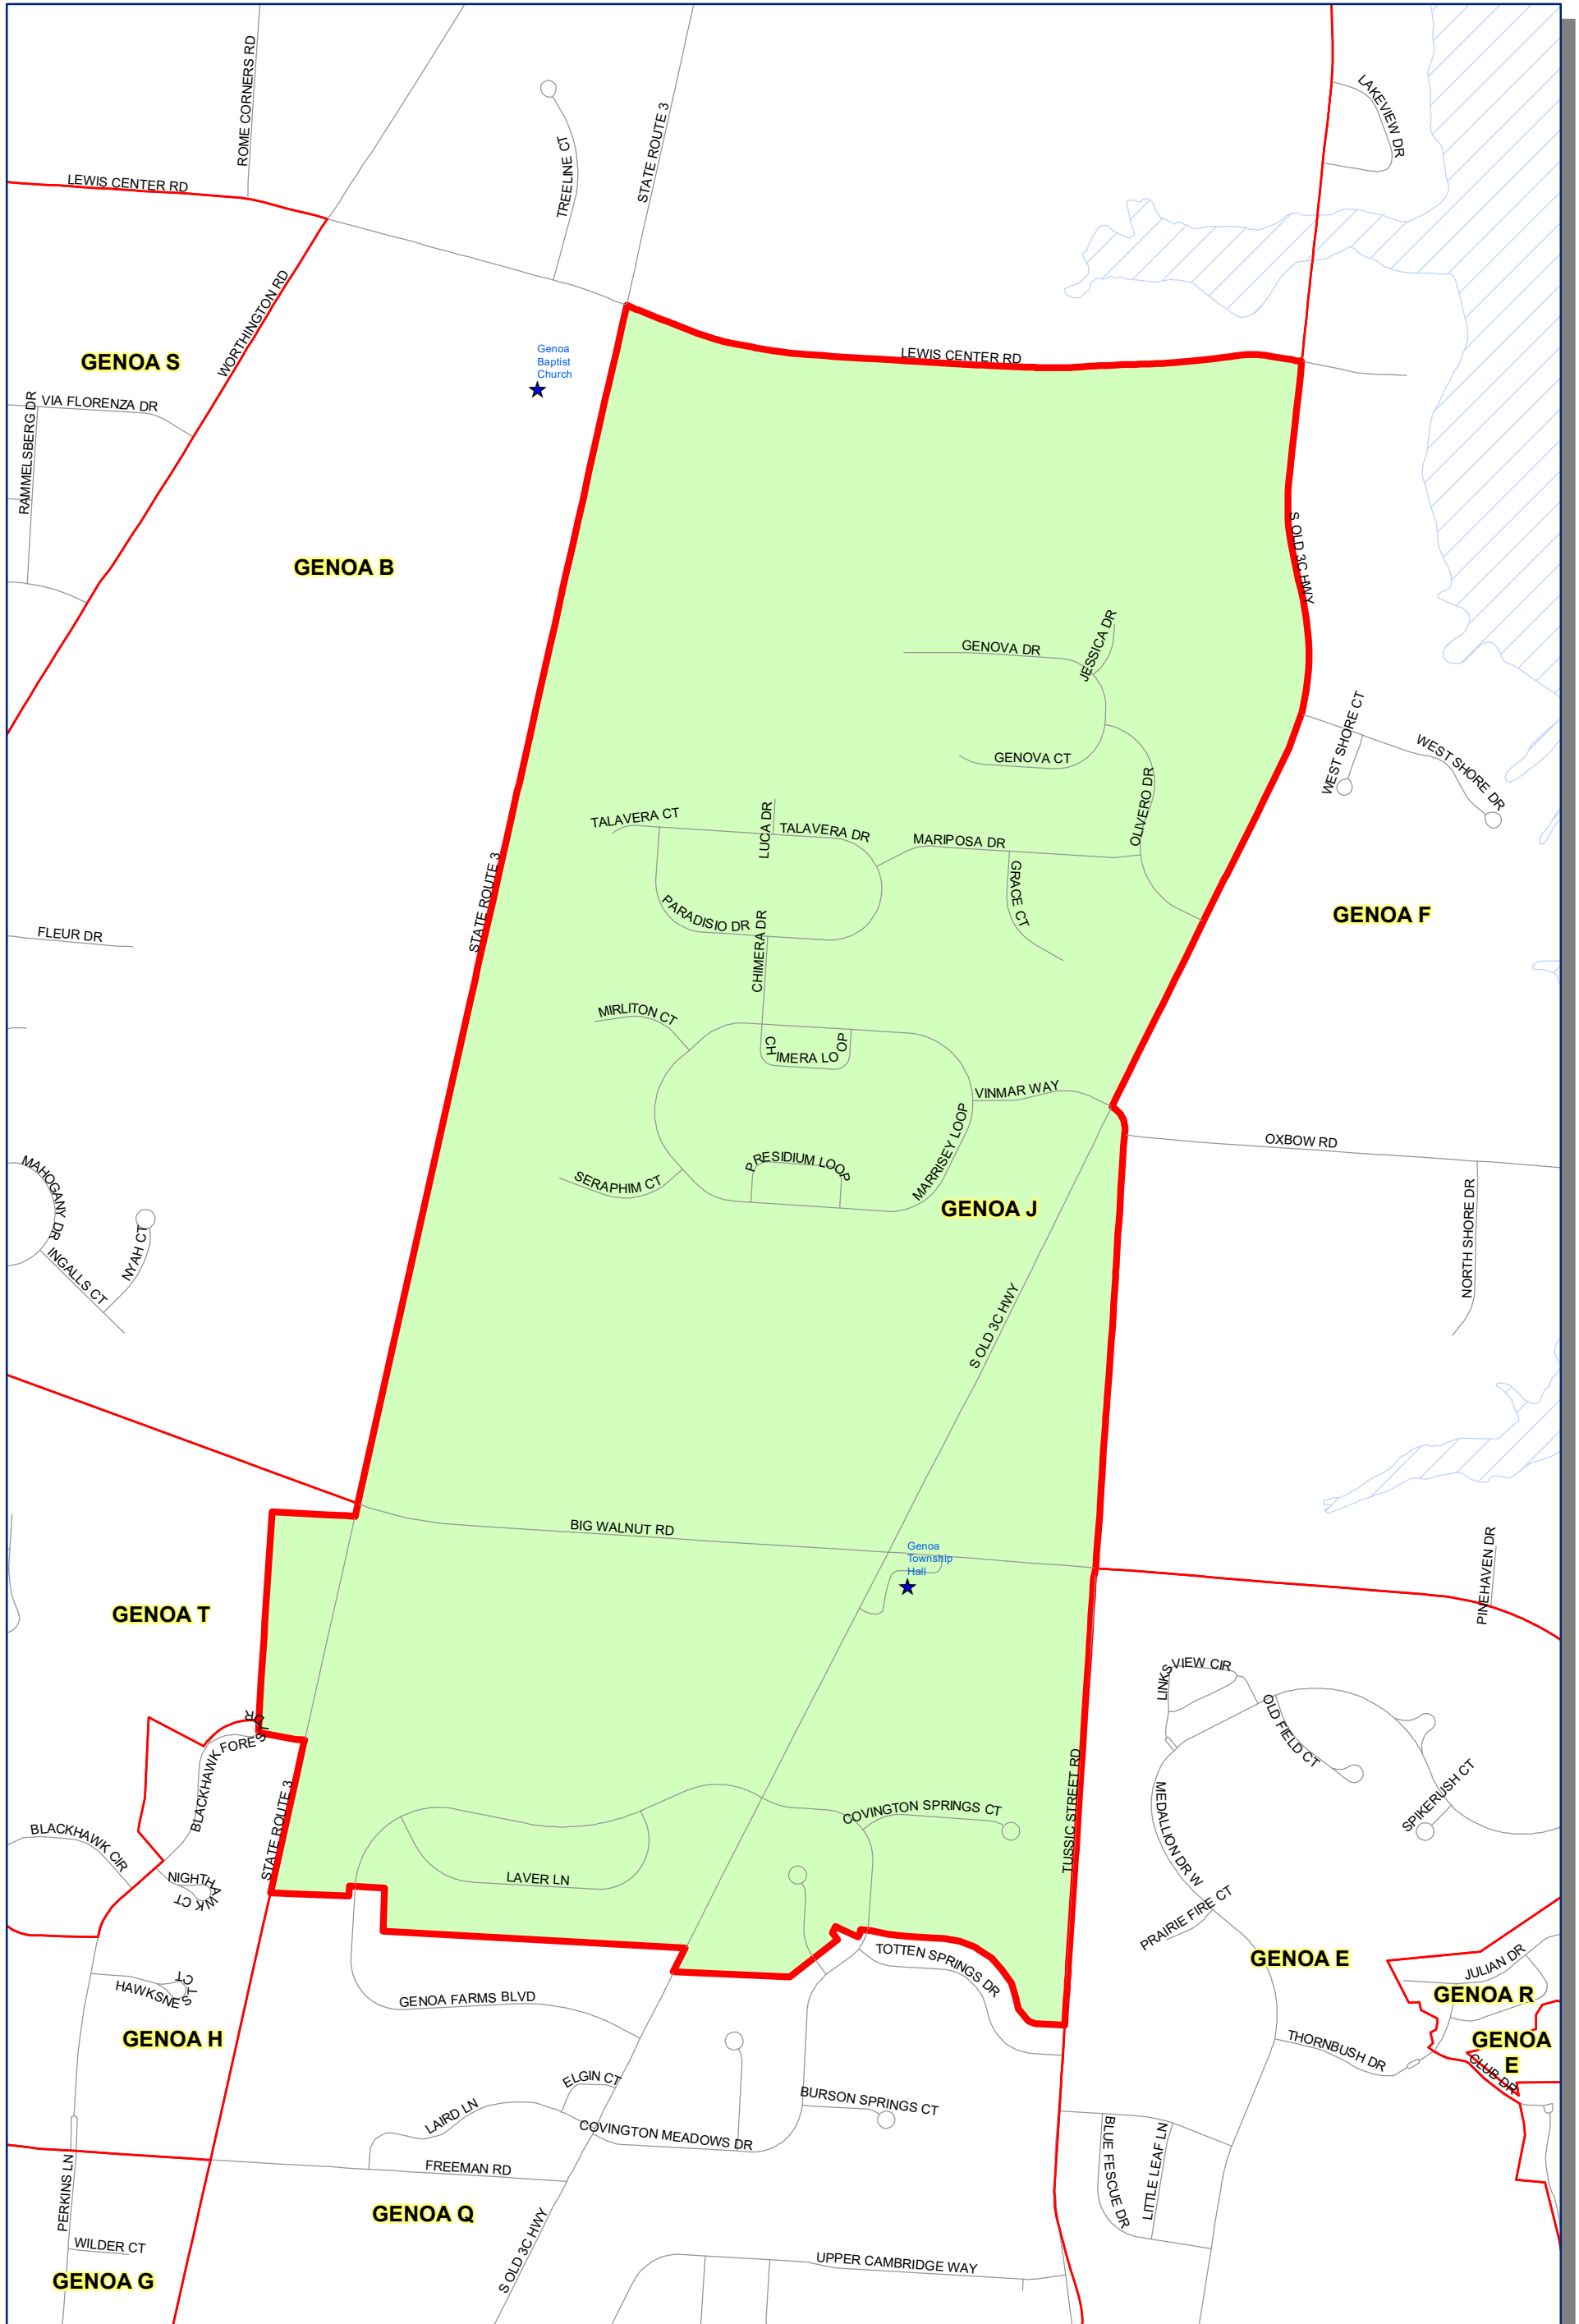 ROME CORNERS RD
STATE ROUTE 3
TREELINE CT
LAKEVIEW DR
LEWIS CENTER RD
WORTHINGTON RD
GENOA S
Genoa
Baptist
Church
LEWIS CENTER RD
VIA FLORENZA DR
RAMMELSBERG DR
GENOA B
S OLD 3C HWY
GENOVA DR
JESSICA DR
GENOVA CT
WEST SHORE CT
WEST SHORE DR
OLIVERO DR
TALAVERA CT
LUCA DR
TALAVERA DR
MARIPOSA DR
GRACE CT
STATE ROUTE 3
PARADISIO DR
CHIMERA DR
GENOA F
FLEUR DR
MIRLITON CT
CHIMERA LOOP
VINMAR WAY
MARRISEY LOOP
OXBOW RD
PRESIDIUM LOOP
SERAPHIM CT
GENOA J
MAHOGANY DR
NYAH CT
INGALLS CT
NORTH SHORE DR
S OLD 3C HWY
BIG WALNUT RD
Genoa
Township
Hall
PINEHAVEN DR
GENOA T
LINKSVIEW CIR
OLD FIELD CT
BLACKHAWK FOREST DR
STATE ROUTE 3
TUSSIC STREET RD
MEDALLION DR W
SPIKERUSH CT
COVINGTON SPRINGS CT
BLACKHAWK CIR
NIGHTHAWK CT
LAVER LN
PRAIRIE FIRE CT
TOTTEN SPRINGS DR
GENOA E
JULIAN DR
HAWKSNEST CT
GENOA FARMS BLVD
GENOA R
GENOA H
THORNBUSH DR
GENOA
E
CLUB DR
ELGIN CT
LAIRD LN
BURSON SPRINGS CT
COVINGTON MEADOWS DR
BLUE FESCUE DR
LITTLE LEAF LN
FREEMAN RD
PERKINS LN
GENOA Q
WILDER CT
S OLD 3C HWY
UPPER CAMBRIDGE WAY
GENOA G